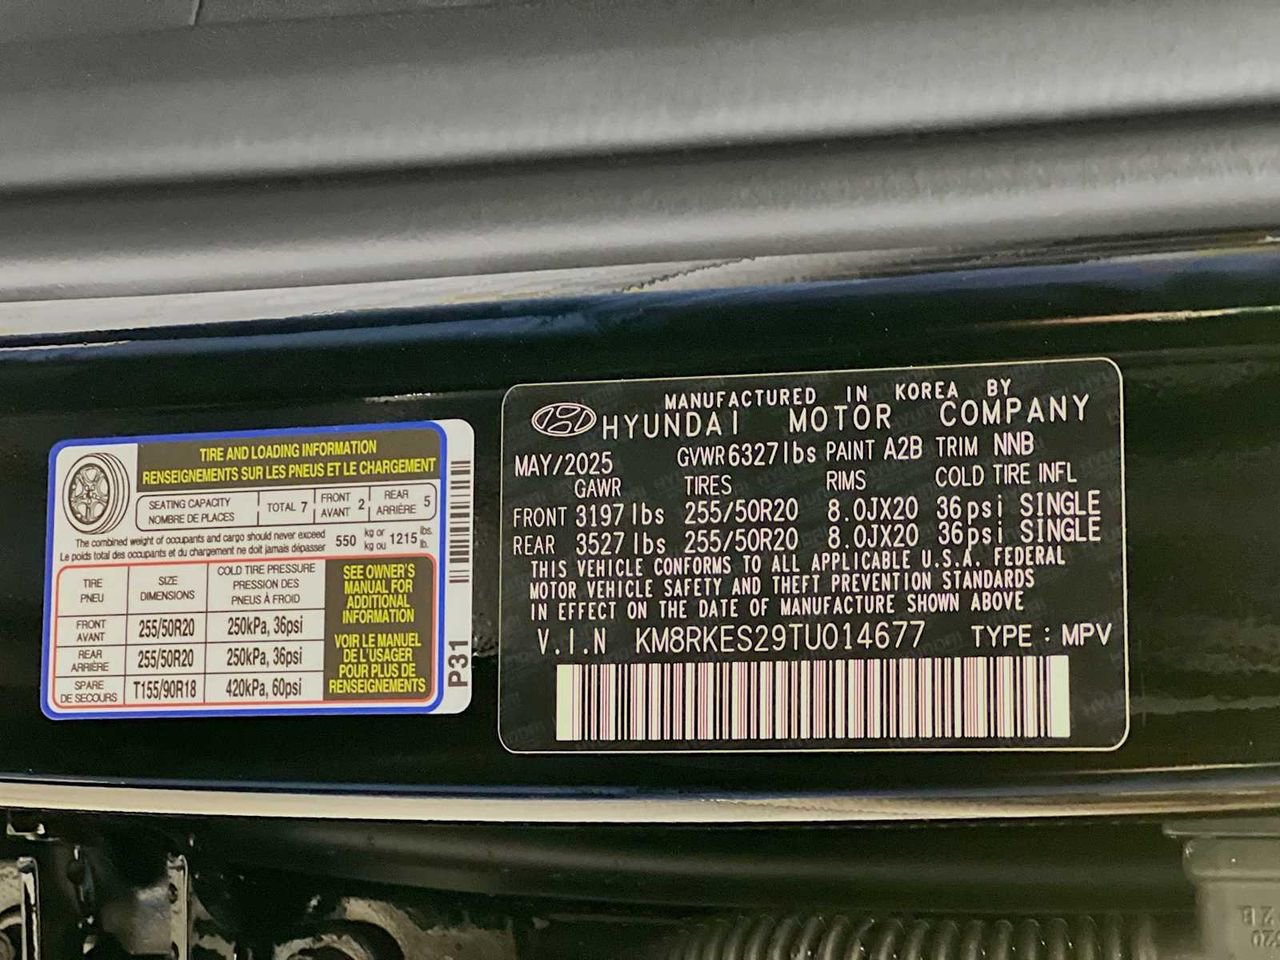 TIRE AND LOADING INFORMATION
RENSEIGNEMENTS SUR LES PNEUS ET LE CHARGEMENT
SEATING CAPACITY
NOMBRE DE PLACES
TOTAL 7
FRONT
AVANT 2
REAR
ARRIÈRE 5
The combined weight of occupants and cargo should never exceed
Le poids total des occupants et du chargement ne doit jamais dépasser
550 kg or
kg ou 1215 lbs.
lb.
TIRE
PNEU
SIZE
DIMENSIONS
COLD TIRE PRESSURE
PRESSION DES
PNEUS À FROID
FRONT
AVANT
255/50R20
250kPa, 36psi
REAR
ARRIÈRE
255/50R20
250kPa, 36psi
SPARE
DE SECOURS
T155/90R18
420kPa, 60psi
SEE OWNER'S
MANUAL FOR
ADDITIONAL
INFORMATION
VOIR LE MANUEL
DE L'USAGER
POUR PLUS DE
RENSEIGNEMENTS
P31
MANUFACTURED IN KOREA BY
HYUNDAI MOTOR COMPANY
MAY/2025 GVWR 6327lbs PAINT A2B TRIM NNB
GAWR TIRES RIMS COLD TIRE INFL
FRONT 3197lbs 255/50R20 8.0JX20 36psi SINGLE
REAR 3527lbs 255/50R20 8.0JX20 36psi SINGLE
THIS VEHICLE CONFORMS TO ALL APPLICABLE U.S.A. FEDERAL
MOTOR VEHICLE SAFETY AND THEFT PREVENTION STANDARDS
IN EFFECT ON THE DATE OF MANUFACTURE SHOWN ABOVE
V.I.N KM8RKES29TU014677 TYPE : MPV